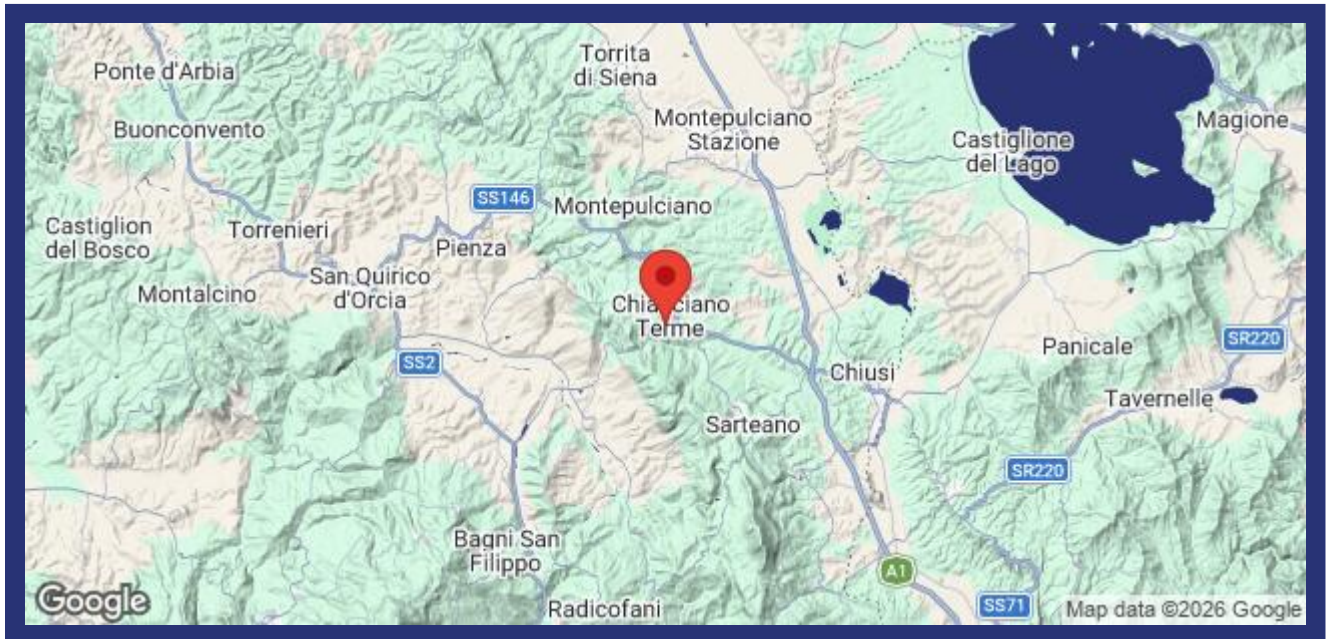 Torrita
di Siena
Ponte d'Arbia
Buonconvento
Montepulciano
Stazione
Magione
Castiglione
del Lago
SS146
Montepulciano
Castiglion
del Bosco
Torrenieri
Pienza
San Quirico
d'Orcia
Montalcino
Chianciano
Terme
SS2
SR220
Panicale
Chiusi
Tavernelle
Sarteano
SR220
Bagni San
Filippo
A1
Google
Radicofani
SS71
Map data ©2026 Google